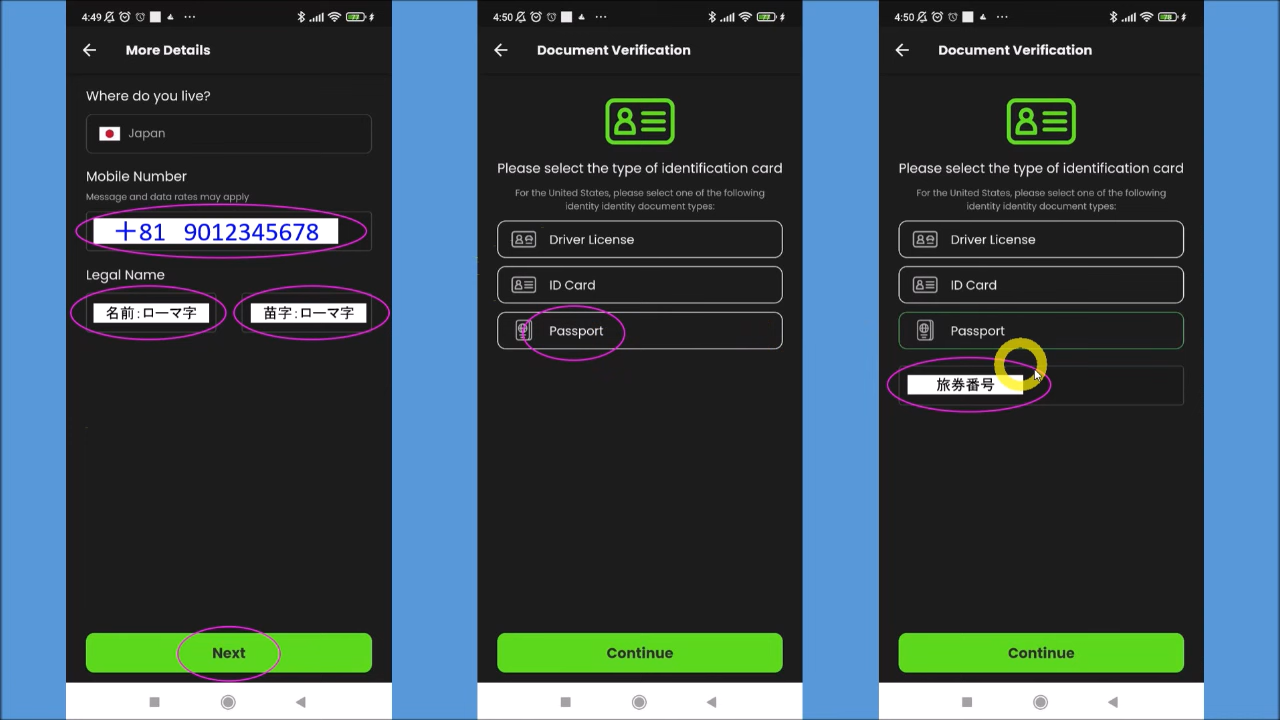 4:49
77
More Details
Where do you live?
Japan
Mobile Number
Message and data rates may apply
+81 9012345678
Legal Name
名前:ローマ字
苗字:ローマ字
Next
4:50
77
Document Verification
Please select the type of identification card
For the United States, please select one of the following
identity identity document types:
Driver License
ID Card
Passport
Continue
4:50
78
Document Verification
Please select the type of identification card
For the United States, please select one of the following
identity identity document types:
Driver License
ID Card
Passport
旅券番号
Continue